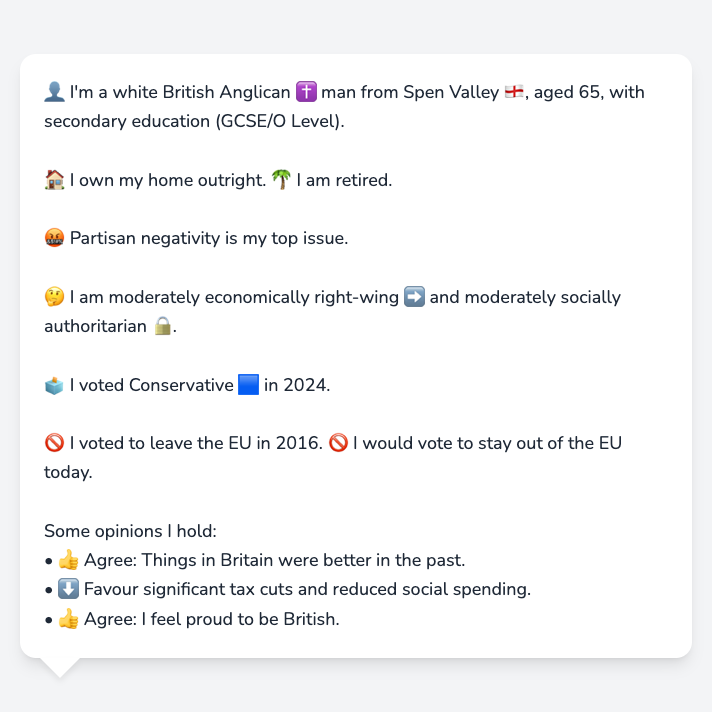 👤 I'm a white British Anglican ✝️ man from Spen Valley 🏴󠁧󠁢󠁥󠁮󠁧󠁿, aged 65, with
secondary education (GCSE/O Level).
🏠 I own my home outright. 🌴 I am retired.
🤬 Partisan negativity is my top issue.
🤔 I am moderately economically right-wing ➡️ and moderately socially
authoritarian 🔒.
🗳️ I voted Conservative 🟦 in 2024.
🚫 I voted to leave the EU in 2016. 🚫 I would vote to stay out of the EU
today.
Some opinions I hold:
• 👍 Agree: Things in Britain were better in the past.
• ⬇️ Favour significant tax cuts and reduced social spending.
• 👍 Agree: I feel proud to be British.